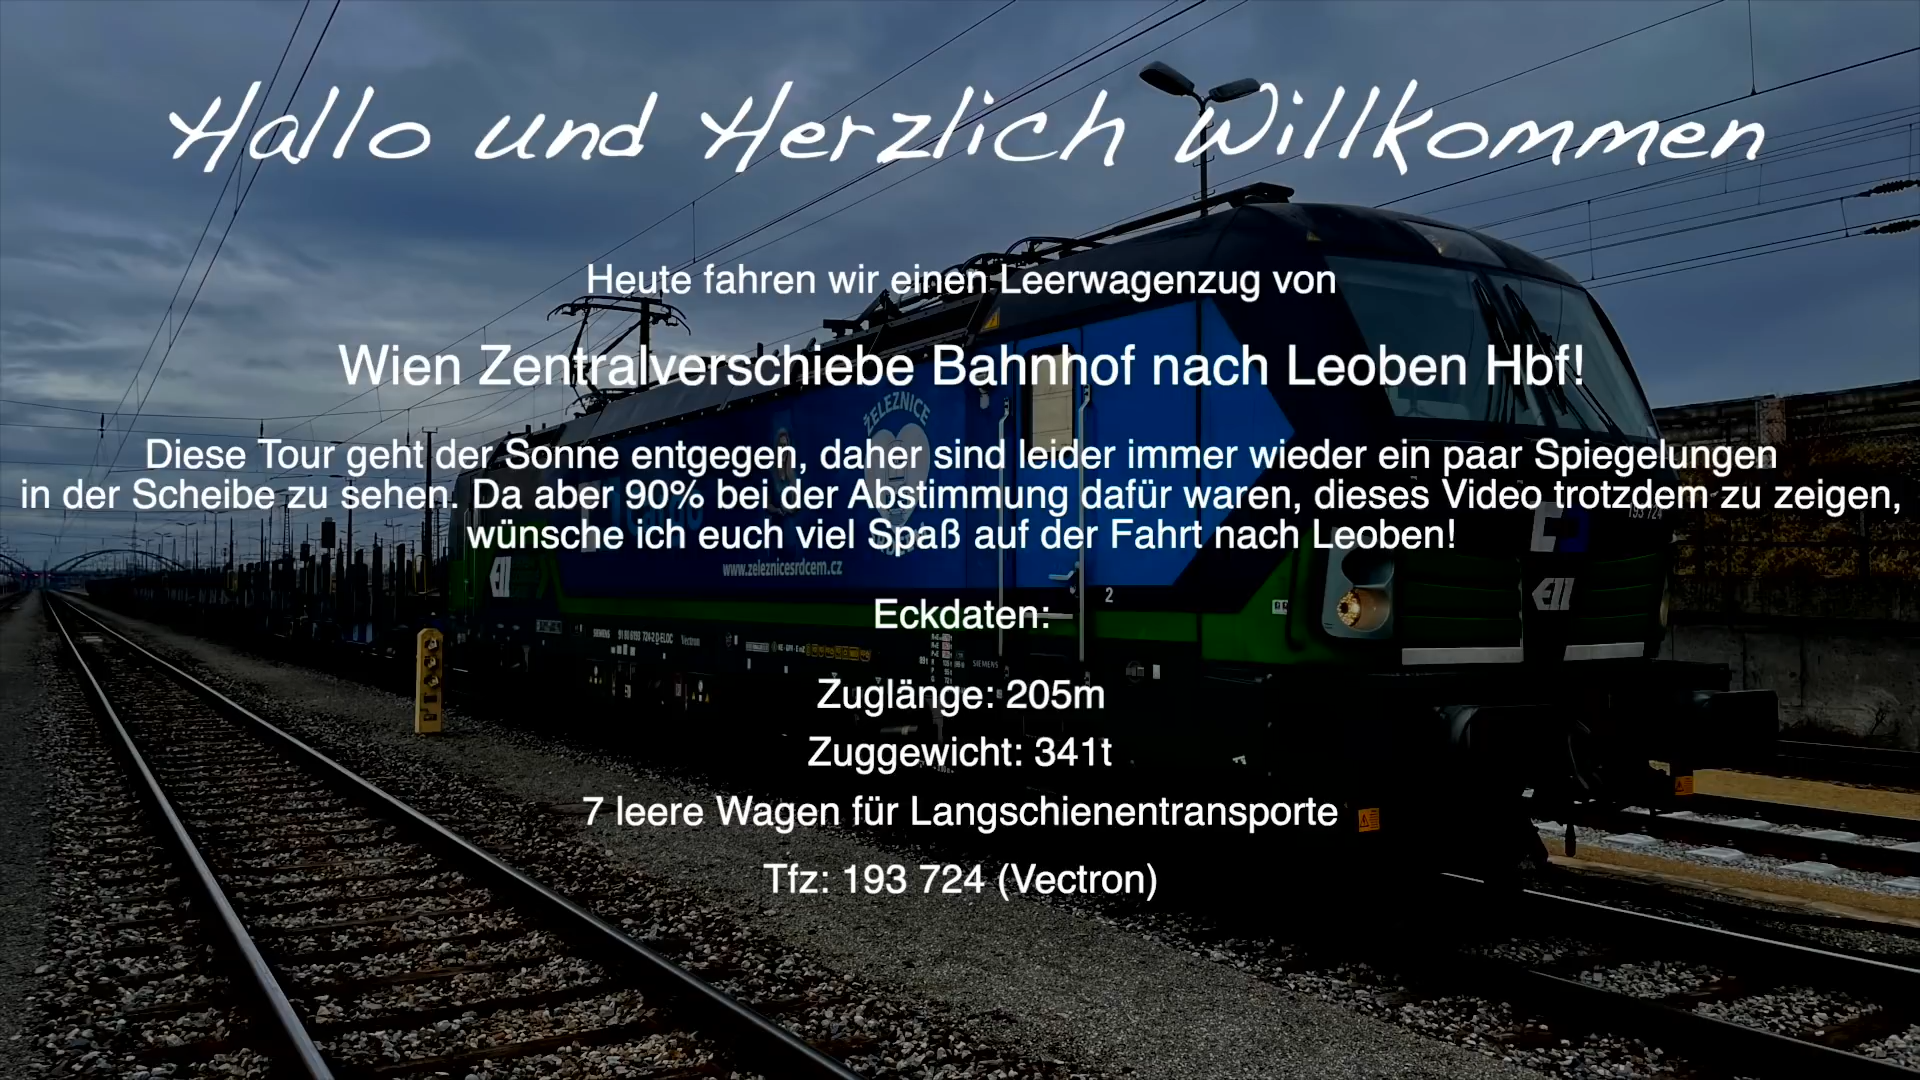 Hallo und Herzlich Willkommen
Heute fahren wir einen Leerwagenzug von
Wien Zentralverschiebe Bahnhof nach Leoben Hbf!
Diese Tour geht der Sonne entgegen, daher sind leider immer wieder ein paar Spiegelungen
in der Scheibe zu sehen. Da aber 90% bei der Abstimmung dafür waren, dieses Video trotzdem zu zeigen,
wünsche ich euch viel Spaß auf der Fahrt nach Leoben!
Eckdaten:
Zuglänge: 205m
Zuggewicht: 341t
7 leere Wagen für Langschienentransporte
Tfz: 193 724 (Vectron)
ŽELEZNICE
www.zeleznicesrdcem.cz
193 724
2
SIEMENS
Vectron
SIEMENS